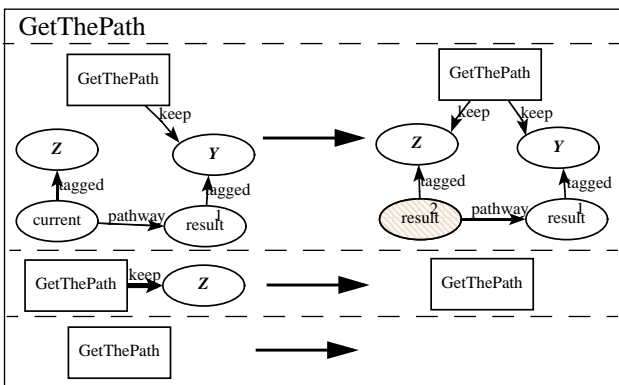 GetThePath
GetThePath
keep
Z
Y
tagged
tagged
current
pathway
result 1
GetThePath
keep
keep
Z
Y
tagged
tagged
result 2
pathway
result 1
GetThePath
keep
Z
GetThePath
GetThePath